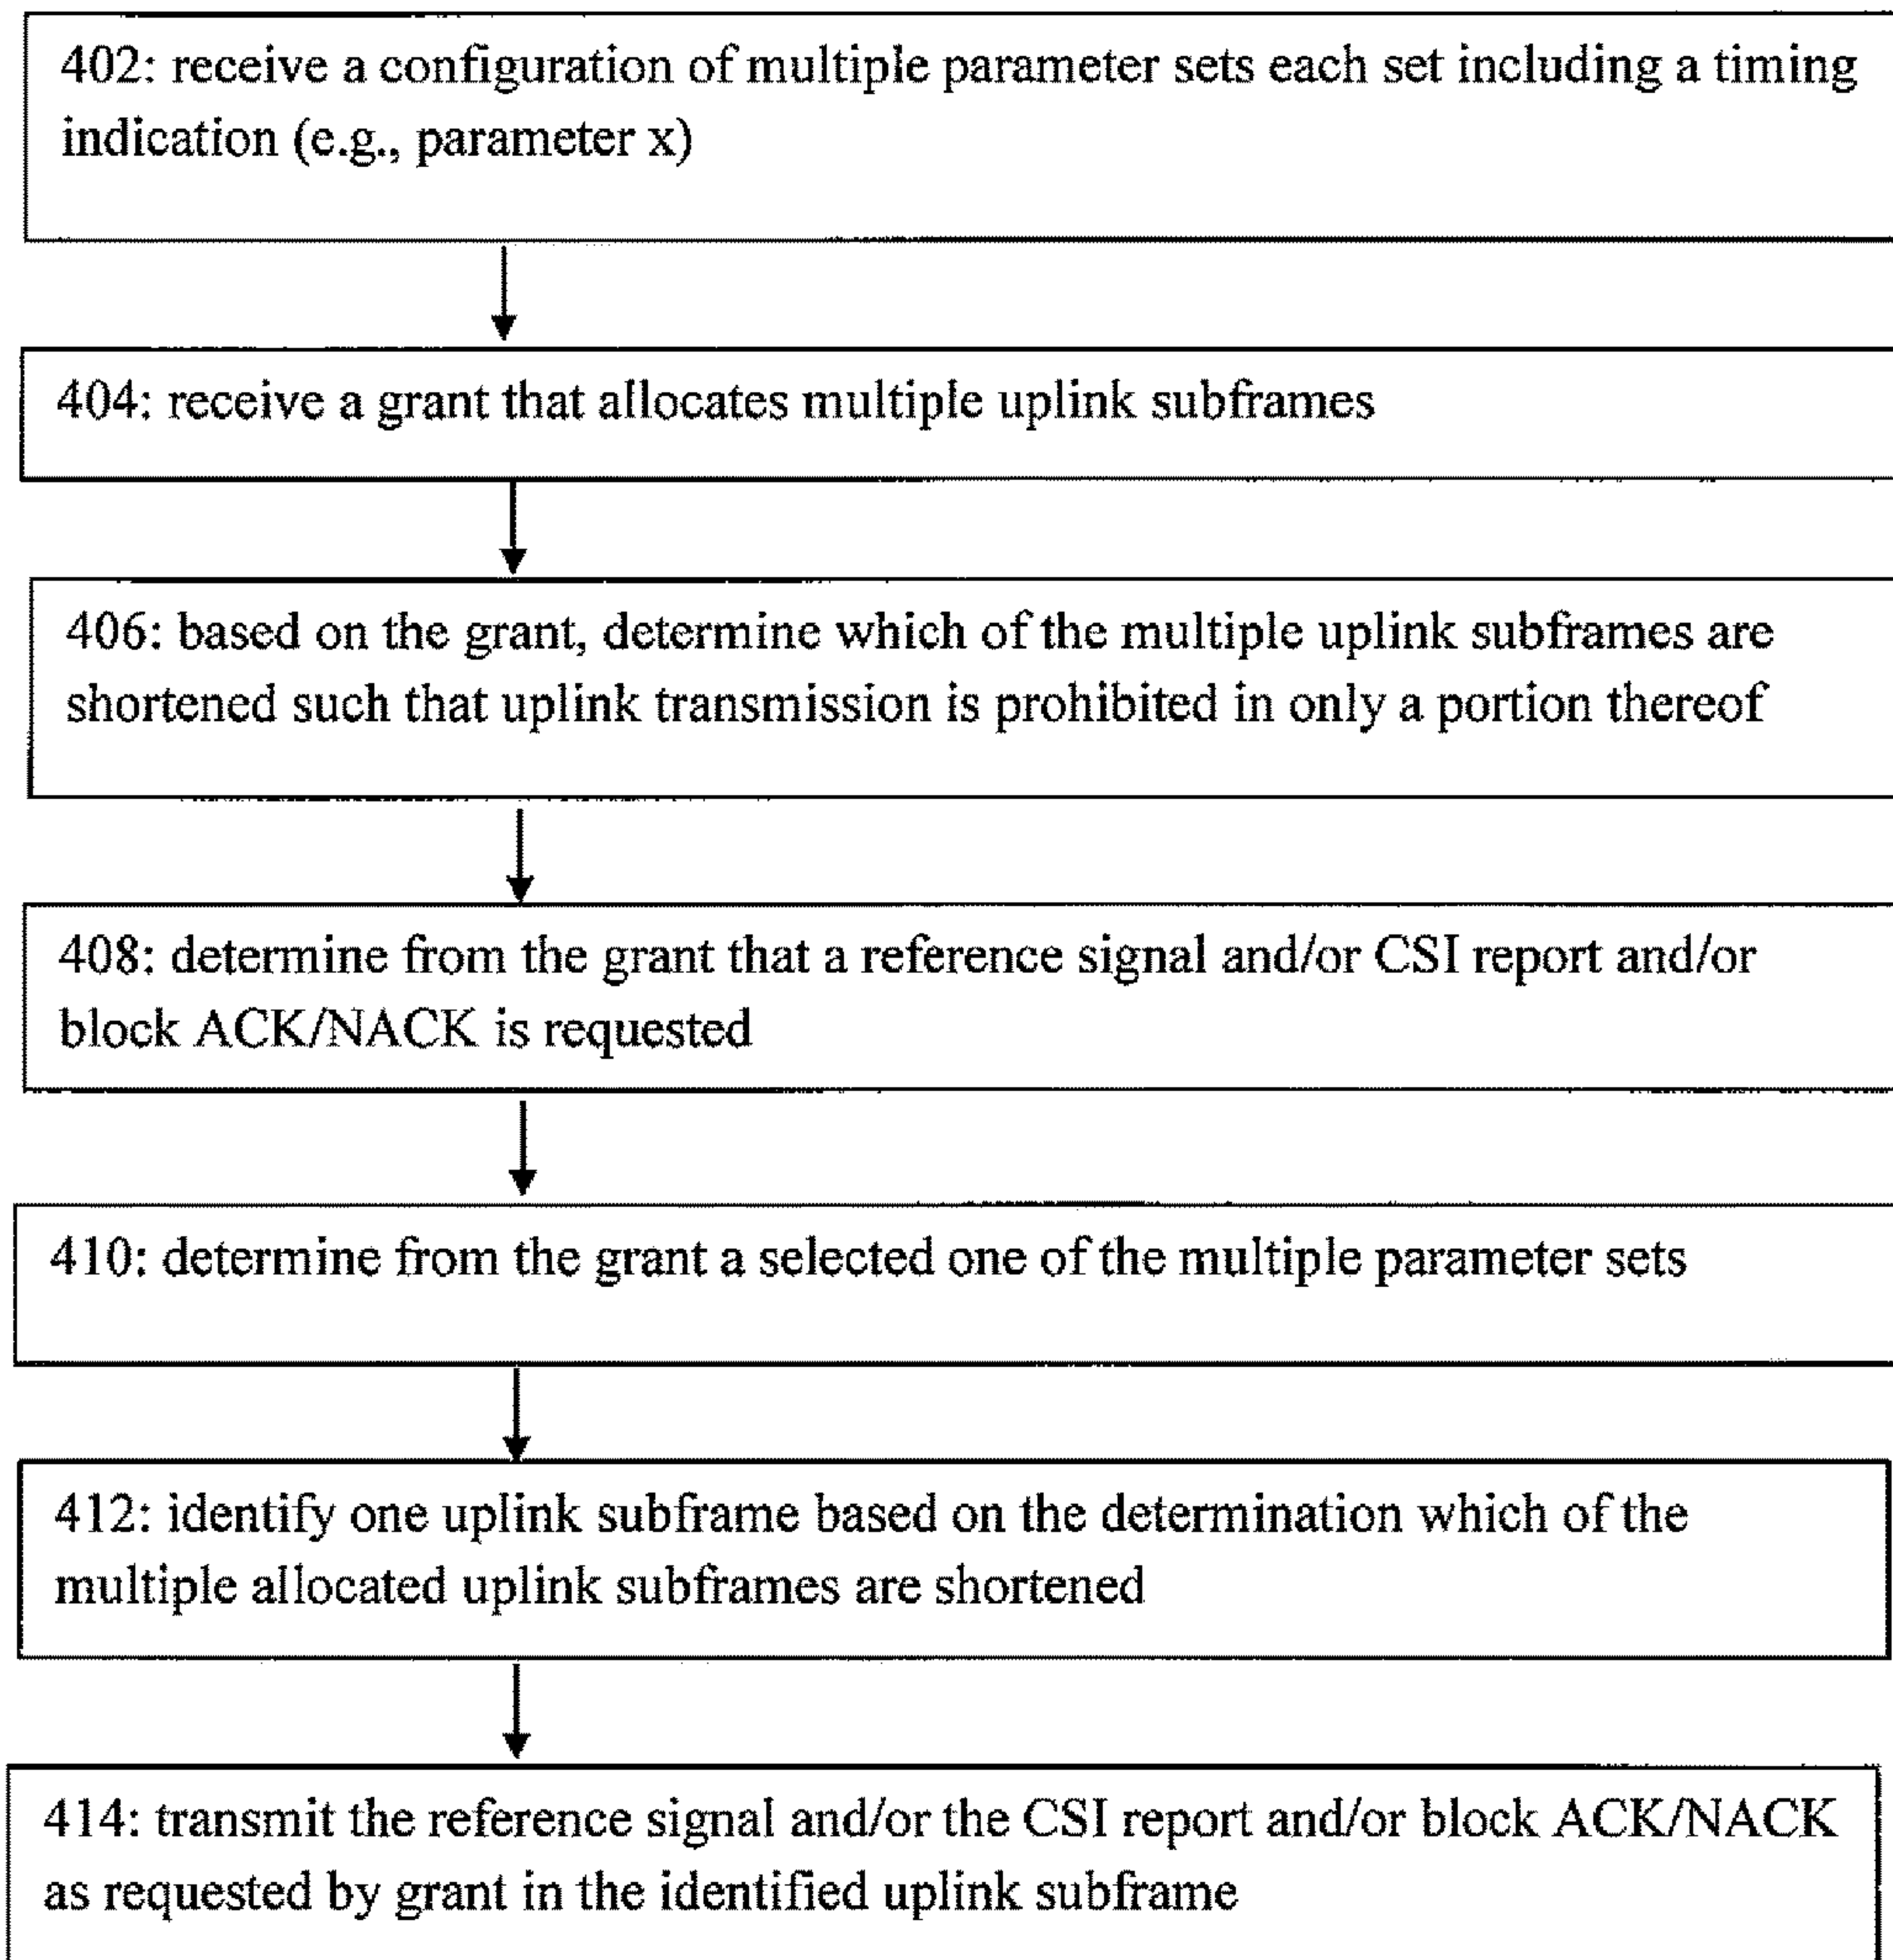 402: receive a configuration of multiple parameter sets each set including a timing
indication (e.g., parameter x)
404: receive a grant that allocates multiple uplink subframes
406: based on the grant, determine which of the multiple uplink subframes are
shortened such that uplink transmission is prohibited in only a portion thereof
408: determine from the grant that a reference signal and/or CSI report and/or
block ACK/NACK is requested
410: determine from the grant a selected one of the multiple parameter sets
412: identify one uplink subframe based on the determination which of the
multiple allocated uplink subframes are shortened
414: transmit the reference signal and/or the CSI report and/or block ACK/NACK
as requested by grant in the identified uplink subframe